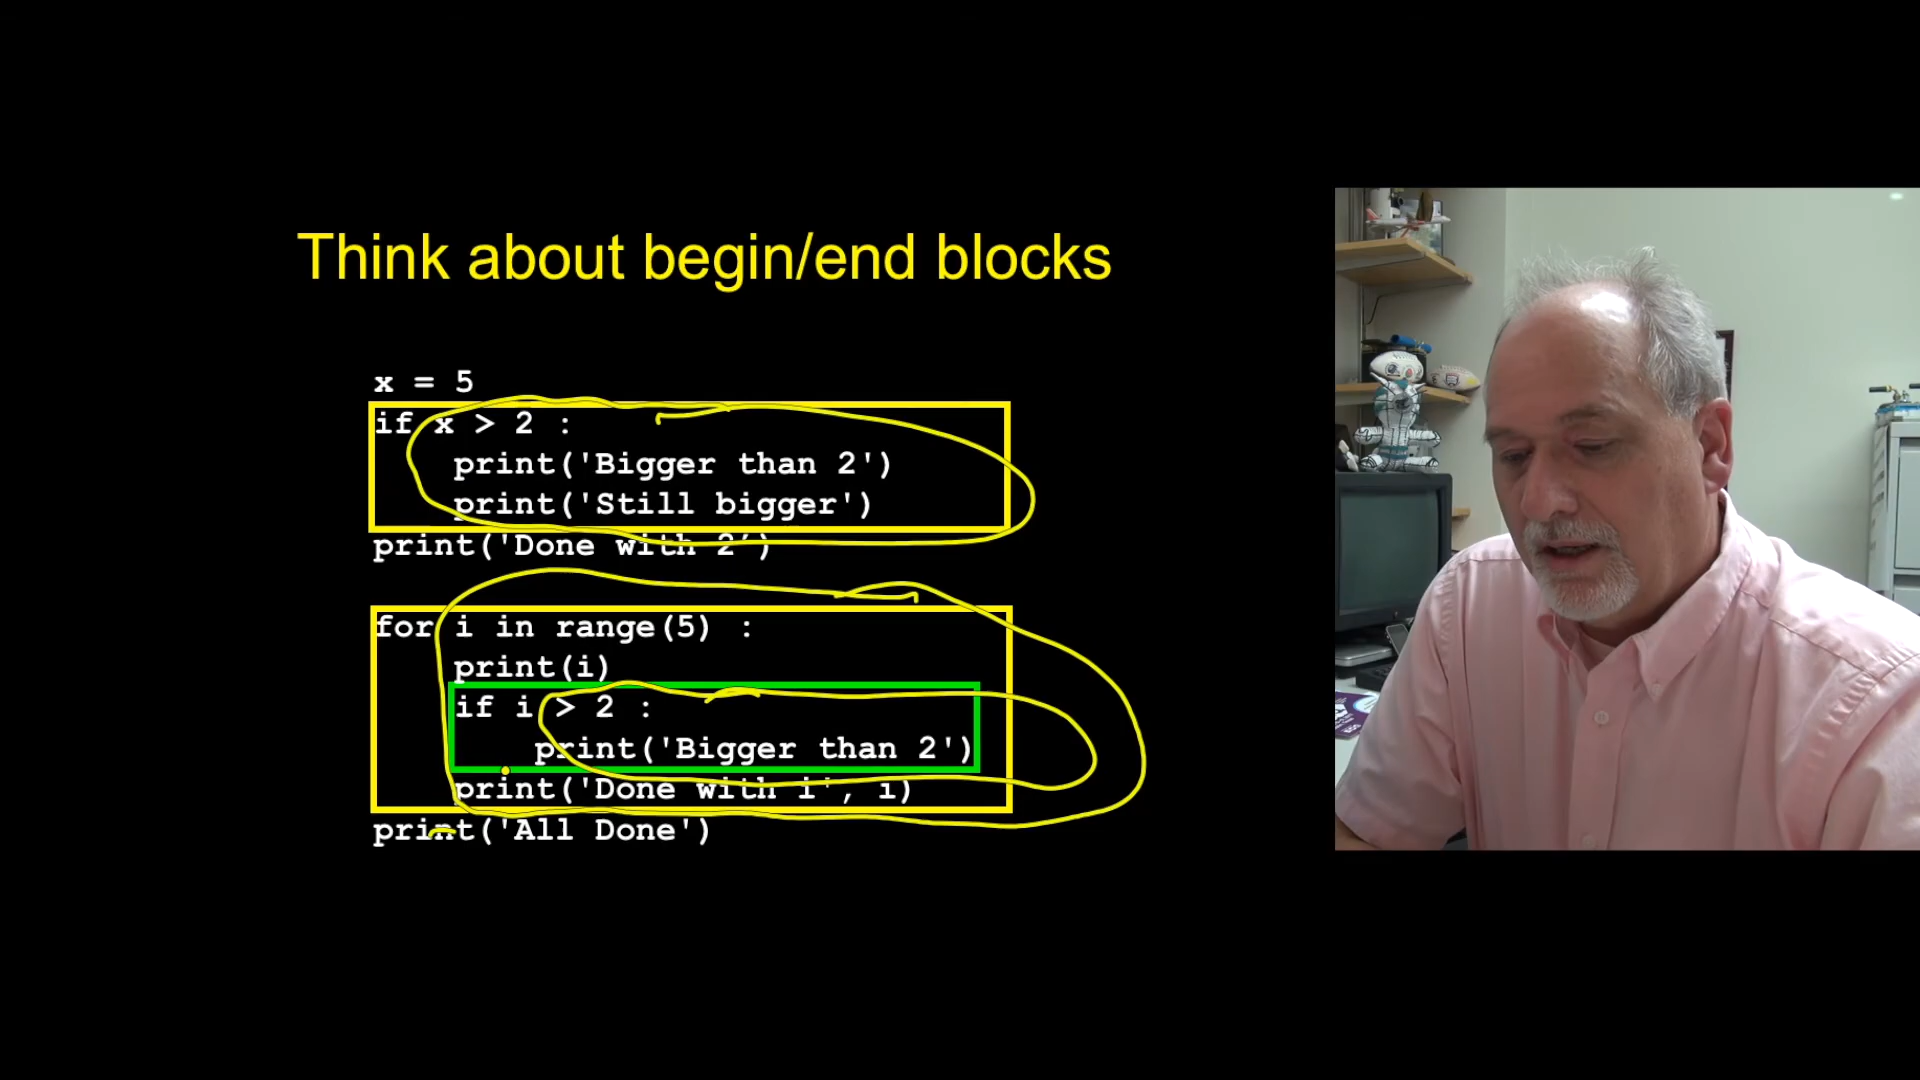 Think about begin/end blocks
x = 5
if x > 2 :
    print('Bigger than 2')
    print('Still bigger')
print('Done with 2')
for i in range(5) :
    print(i)
    if i > 2 :
        print('Bigger than 2')
    print('Done with i', i)
print('All Done')